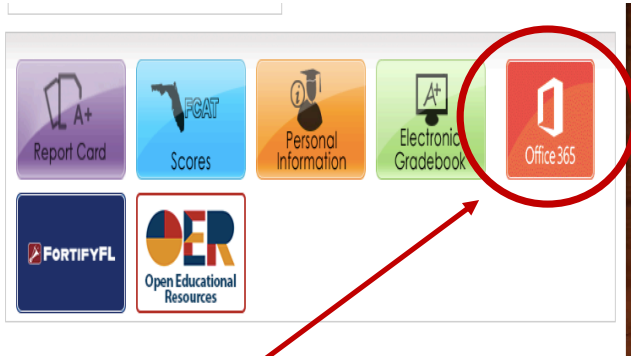 A+
Report Card
FCAT
Scores
i
Personal
Information
A+
Electronic
Gradebook
Office 365
FORTIFYFL
OER
Open Educational
Resources